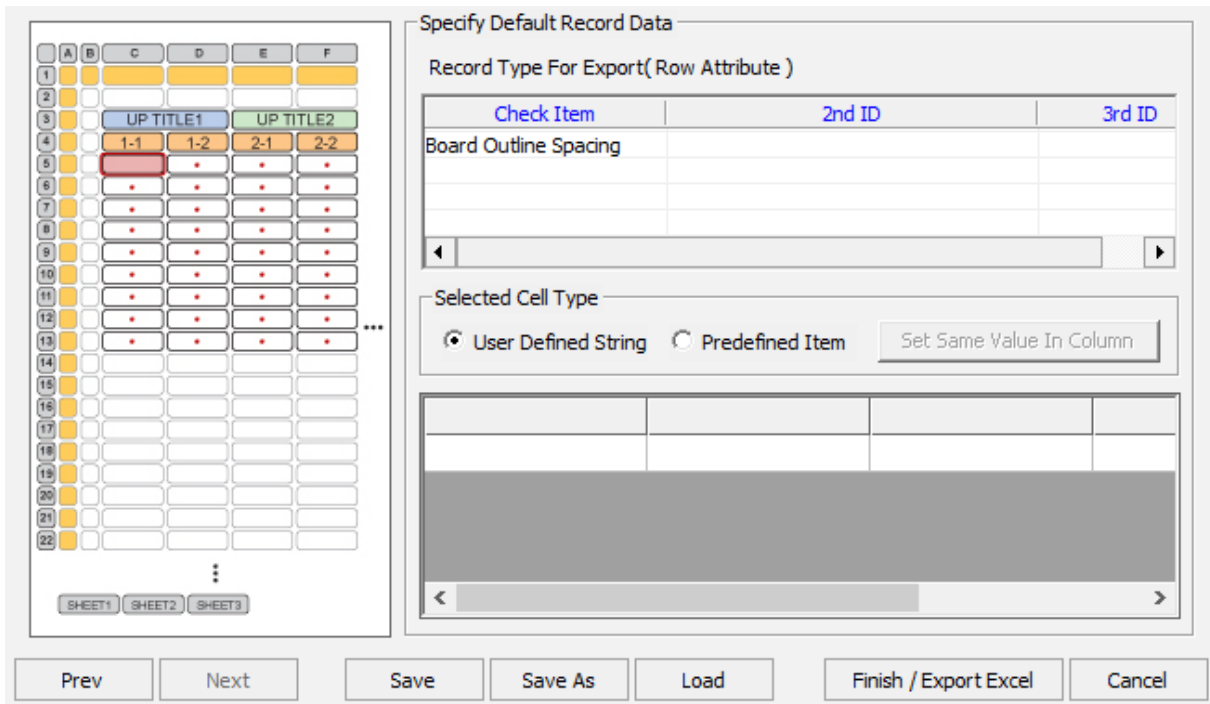 Specify Default Record Data
Record Type For Export( Row Attribute )
Check Item 2nd ID 3rd ID
Board Outline Spacing
Selected Cell Type
User Defined String Predefined Item Set Same Value In Column
A B C D E F
1
2
3 UP TITLE1 UP TITLE2
4 1-1 1-2 2-1 2-2
5
6
7
8
9
10
11
12
13
14
15
16
17
18
19
20
21
22
SHEET1 SHEET2 SHEET3
Prev Next Save Save As Load Finish / Export Excel Cancel